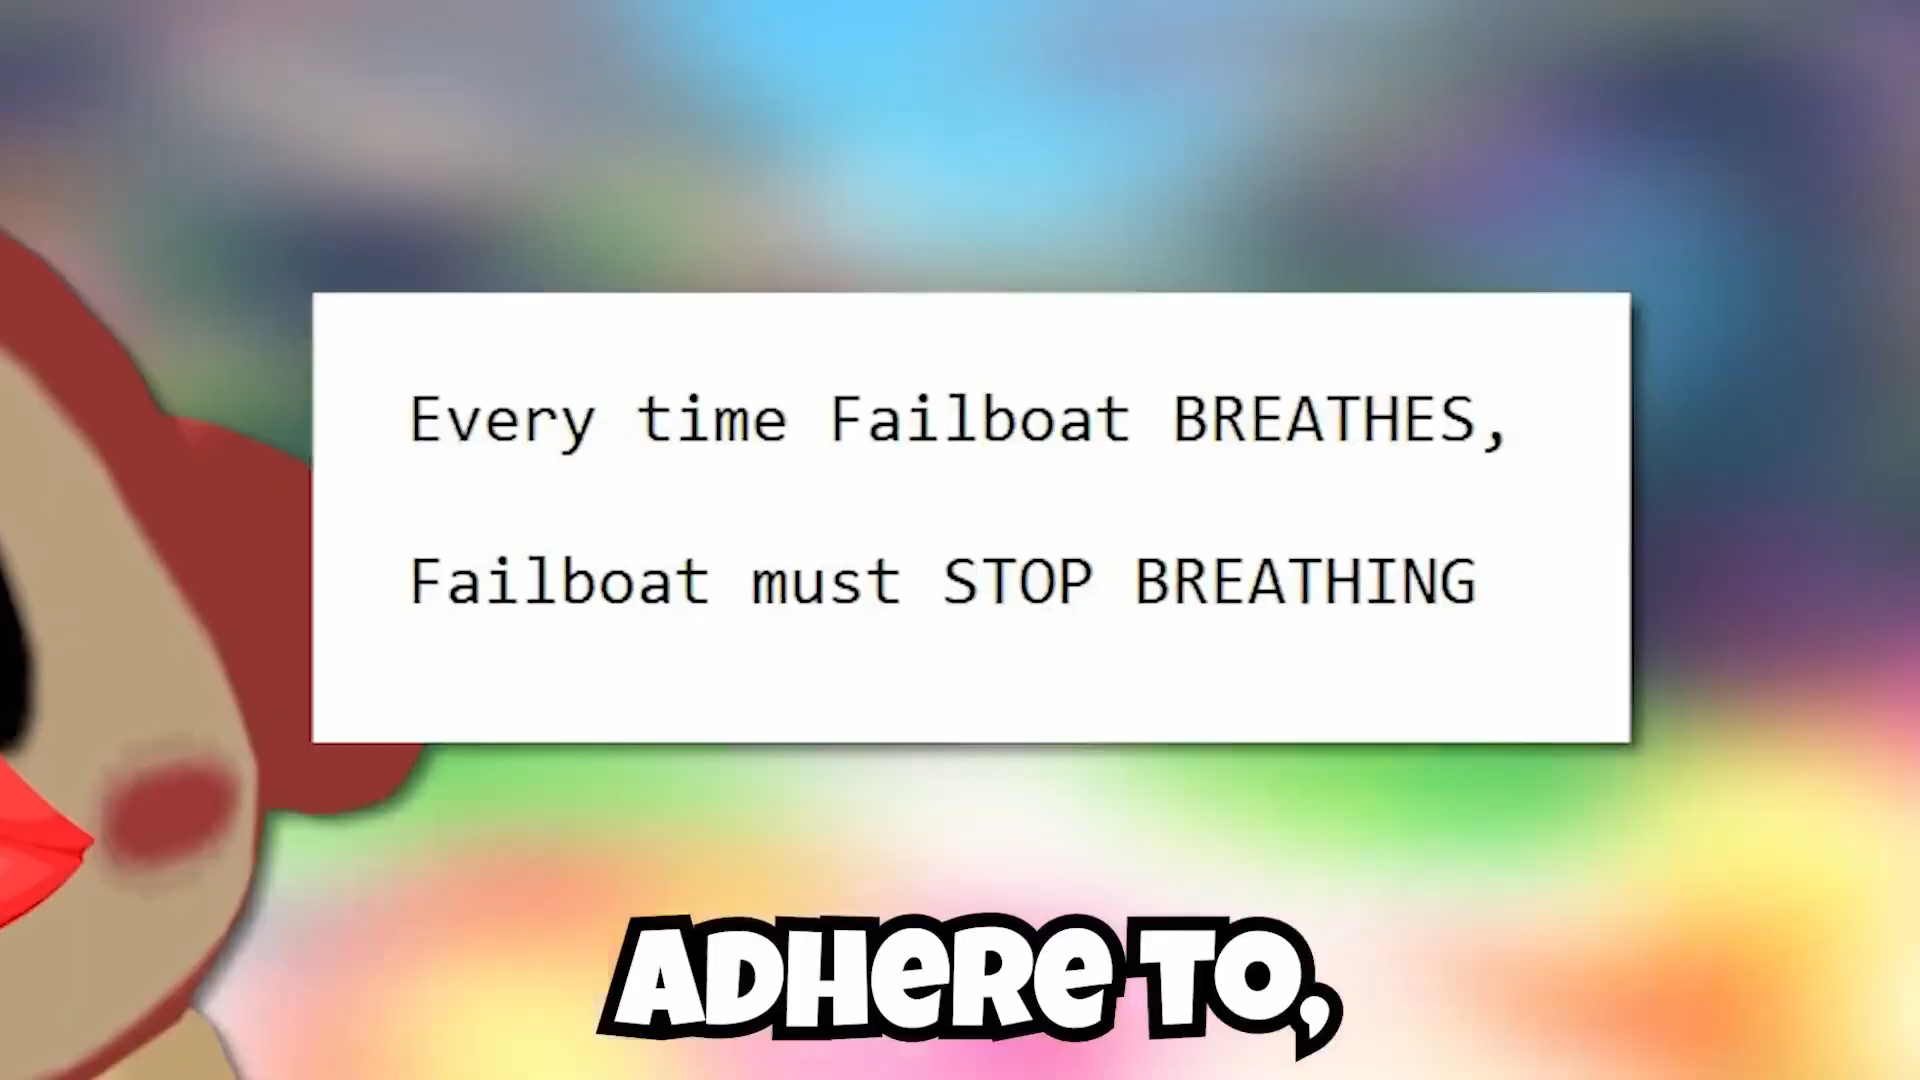 Every time Failboat BREATHES,
Failboat must STOP BREATHING
ADHERE TO,